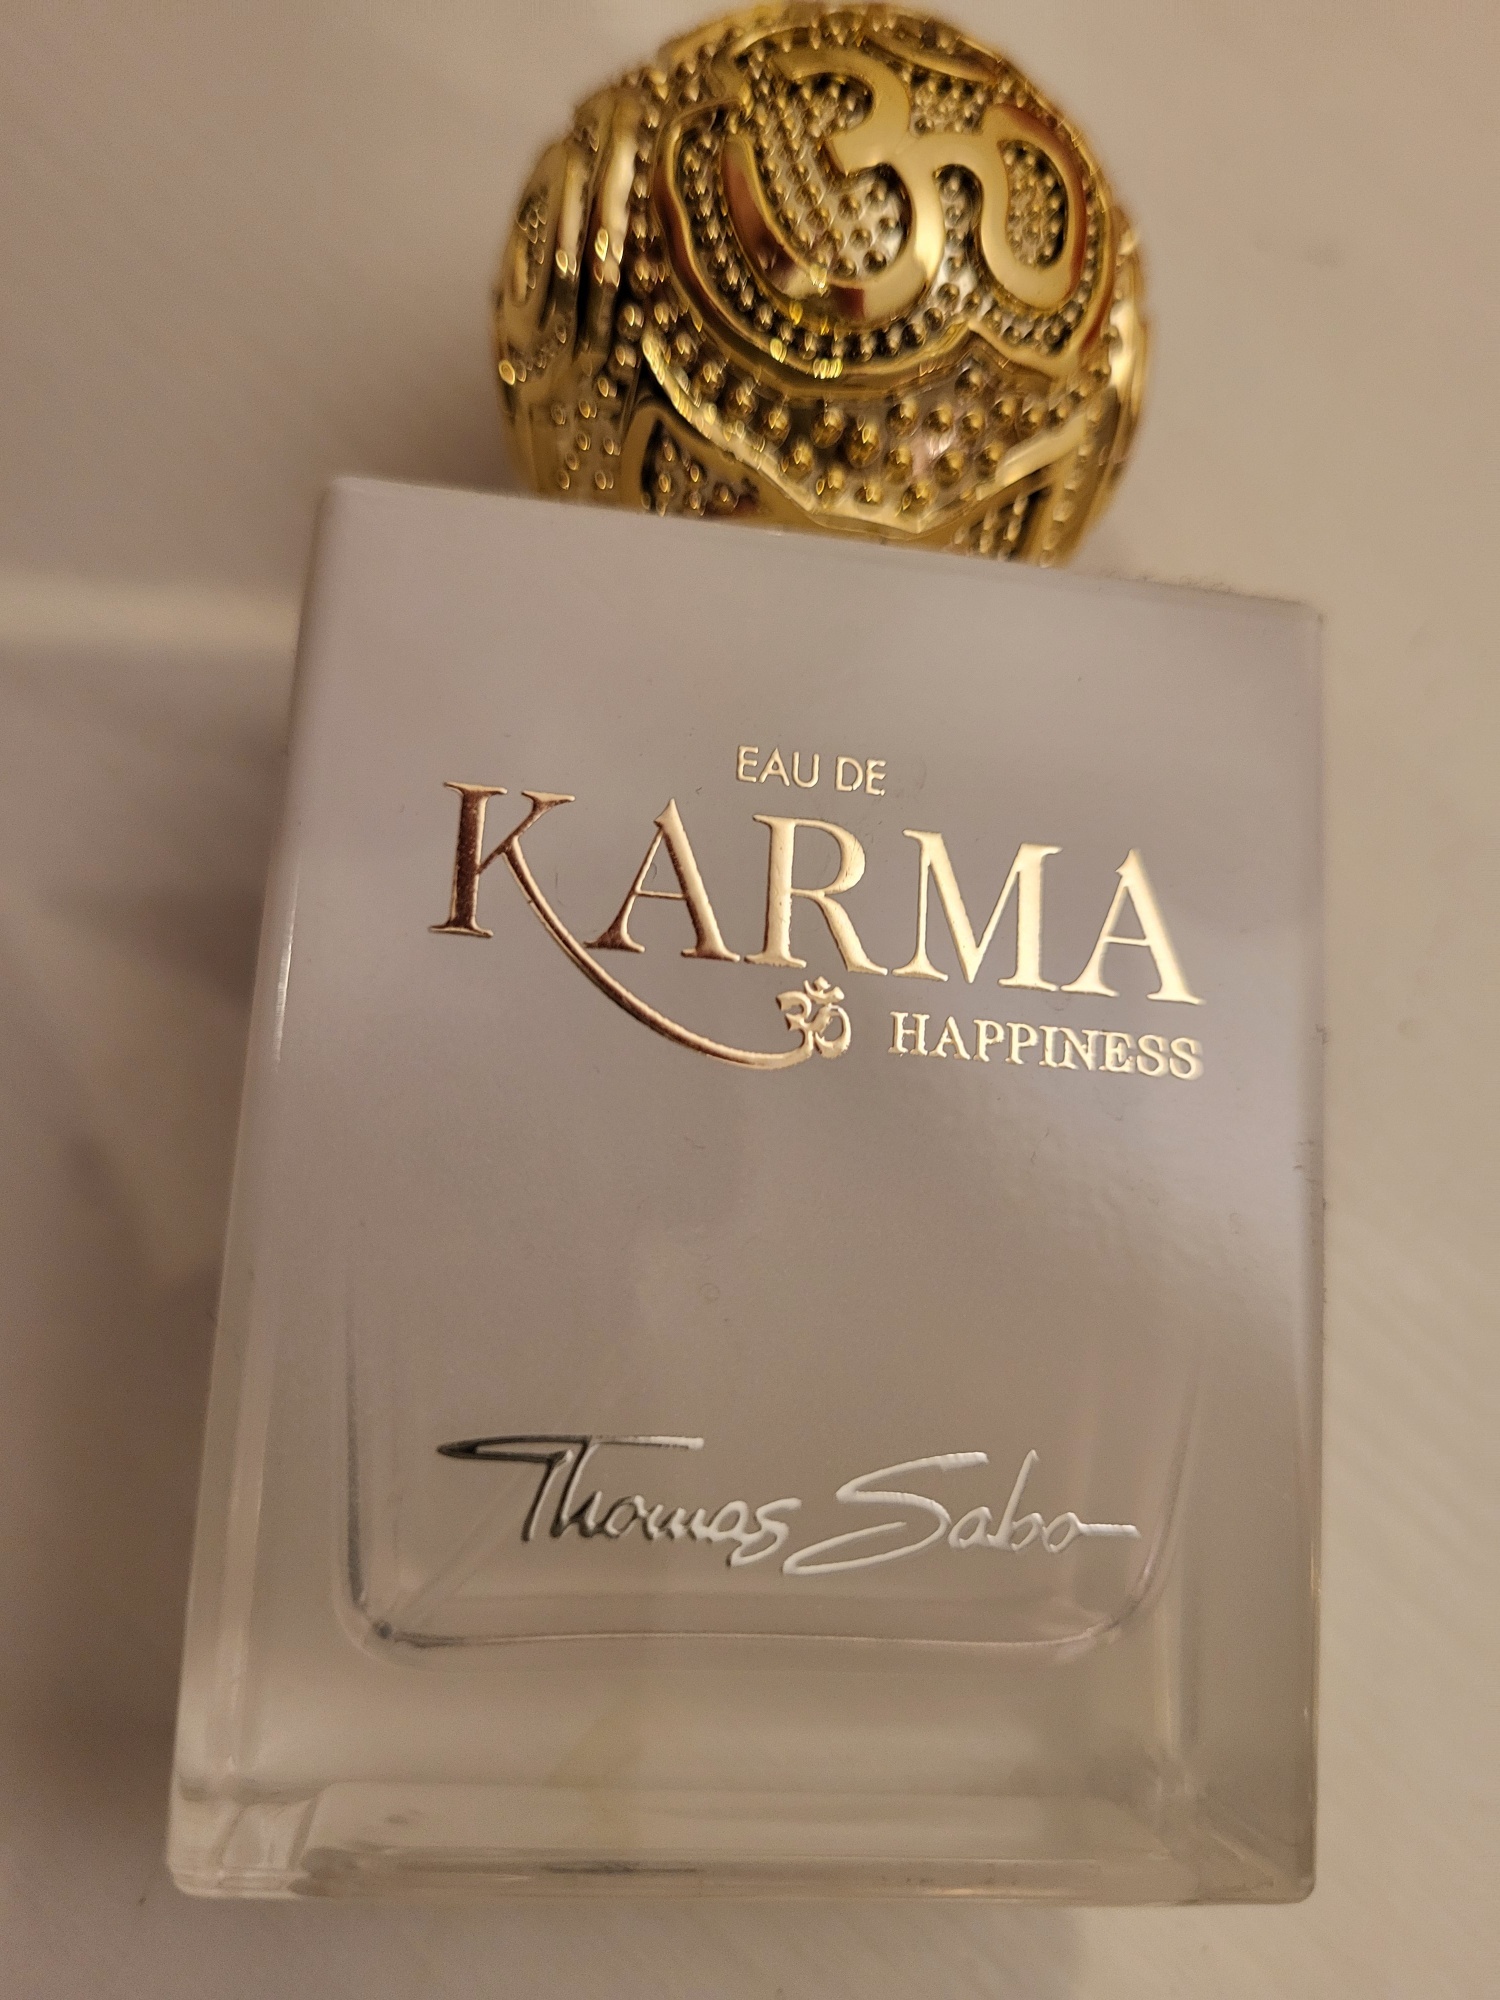 ॐ
EAU DE
KARMA
ॐ HAPPINESS
Thomas Sabo